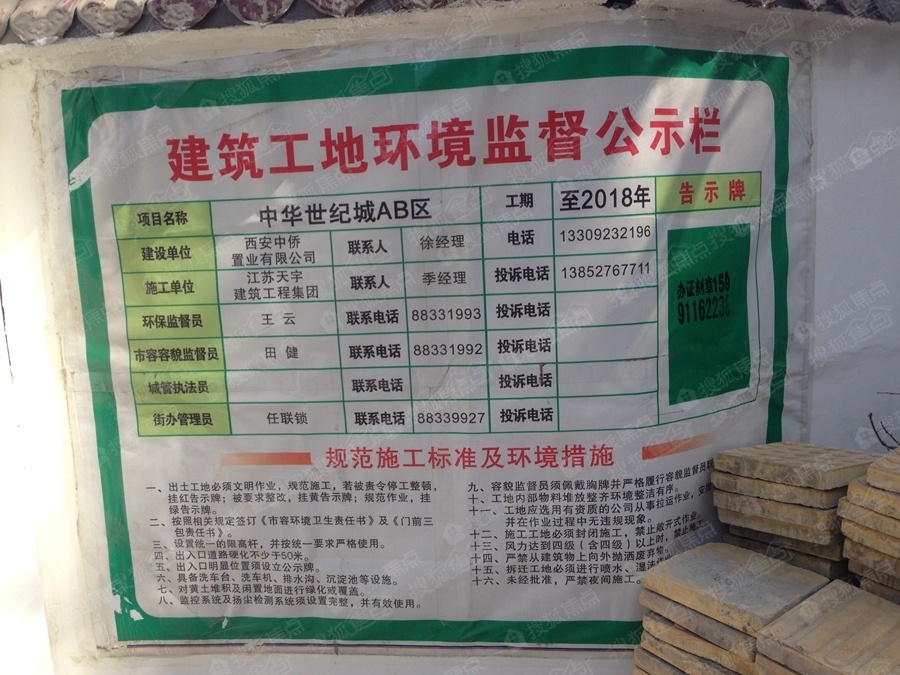 建筑工地环境监督公示栏
项目名称 中华世纪城AB区 工期 至2018年 告示牌
建设单位 西安中侨置业有限公司 联系人 徐经理 电话 13309232196
施工单位 江苏天宇建筑工程集团 联系人 季经理 投诉电话 13852767711
环保监督员 王云 联系电话 88331993 投诉电话
市容容貌监督员 田健 联系电话 88331992 投诉电话
城管执法员 联系电话 投诉电话
街办管理员 任联锁 联系电话 88339927 投诉电话
办证刻章159
91162236
规范施工标准及环境措施
一、出土工地必须文明作业，规范施工，若被责令停工整顿，
挂红告示牌；被要求整改，挂黄告示牌；规范作业，挂
绿告示牌。
二、按照相关规定签订《市容环境卫生责任书》及《门前三
包责任书》。
三、设置统一的限高杆，并按统一要求严格使用。
四、出入口道路硬化不少于50米。
五、出入口明显位置须设立公示牌。
六、具备洗车台、洗车机、排水沟、沉淀池等设施。
七、对黄土堆积及闲置地面进行绿化或覆盖。
八、监控系统及扬尘检测系统须设置完整，并有效使用。
九、容貌监督员须佩戴胸牌并严格履行容貌监督员职
十、工地内部物料堆放整齐环境整洁有序。
十一、工地应选用有资质的公司从事拉运作业，安排
并在作业过程中无违规现象。
十二、施工工地必须封闭施工，禁止敞开式作业。
十三、风力达到四级（含四级）以上时，禁止
十四、严禁从建筑物上向外抛洒废弃物
十五、拆迁工地必须进行喷水、湿法
十六、未经批准，严禁夜间施工。
搜狐焦点